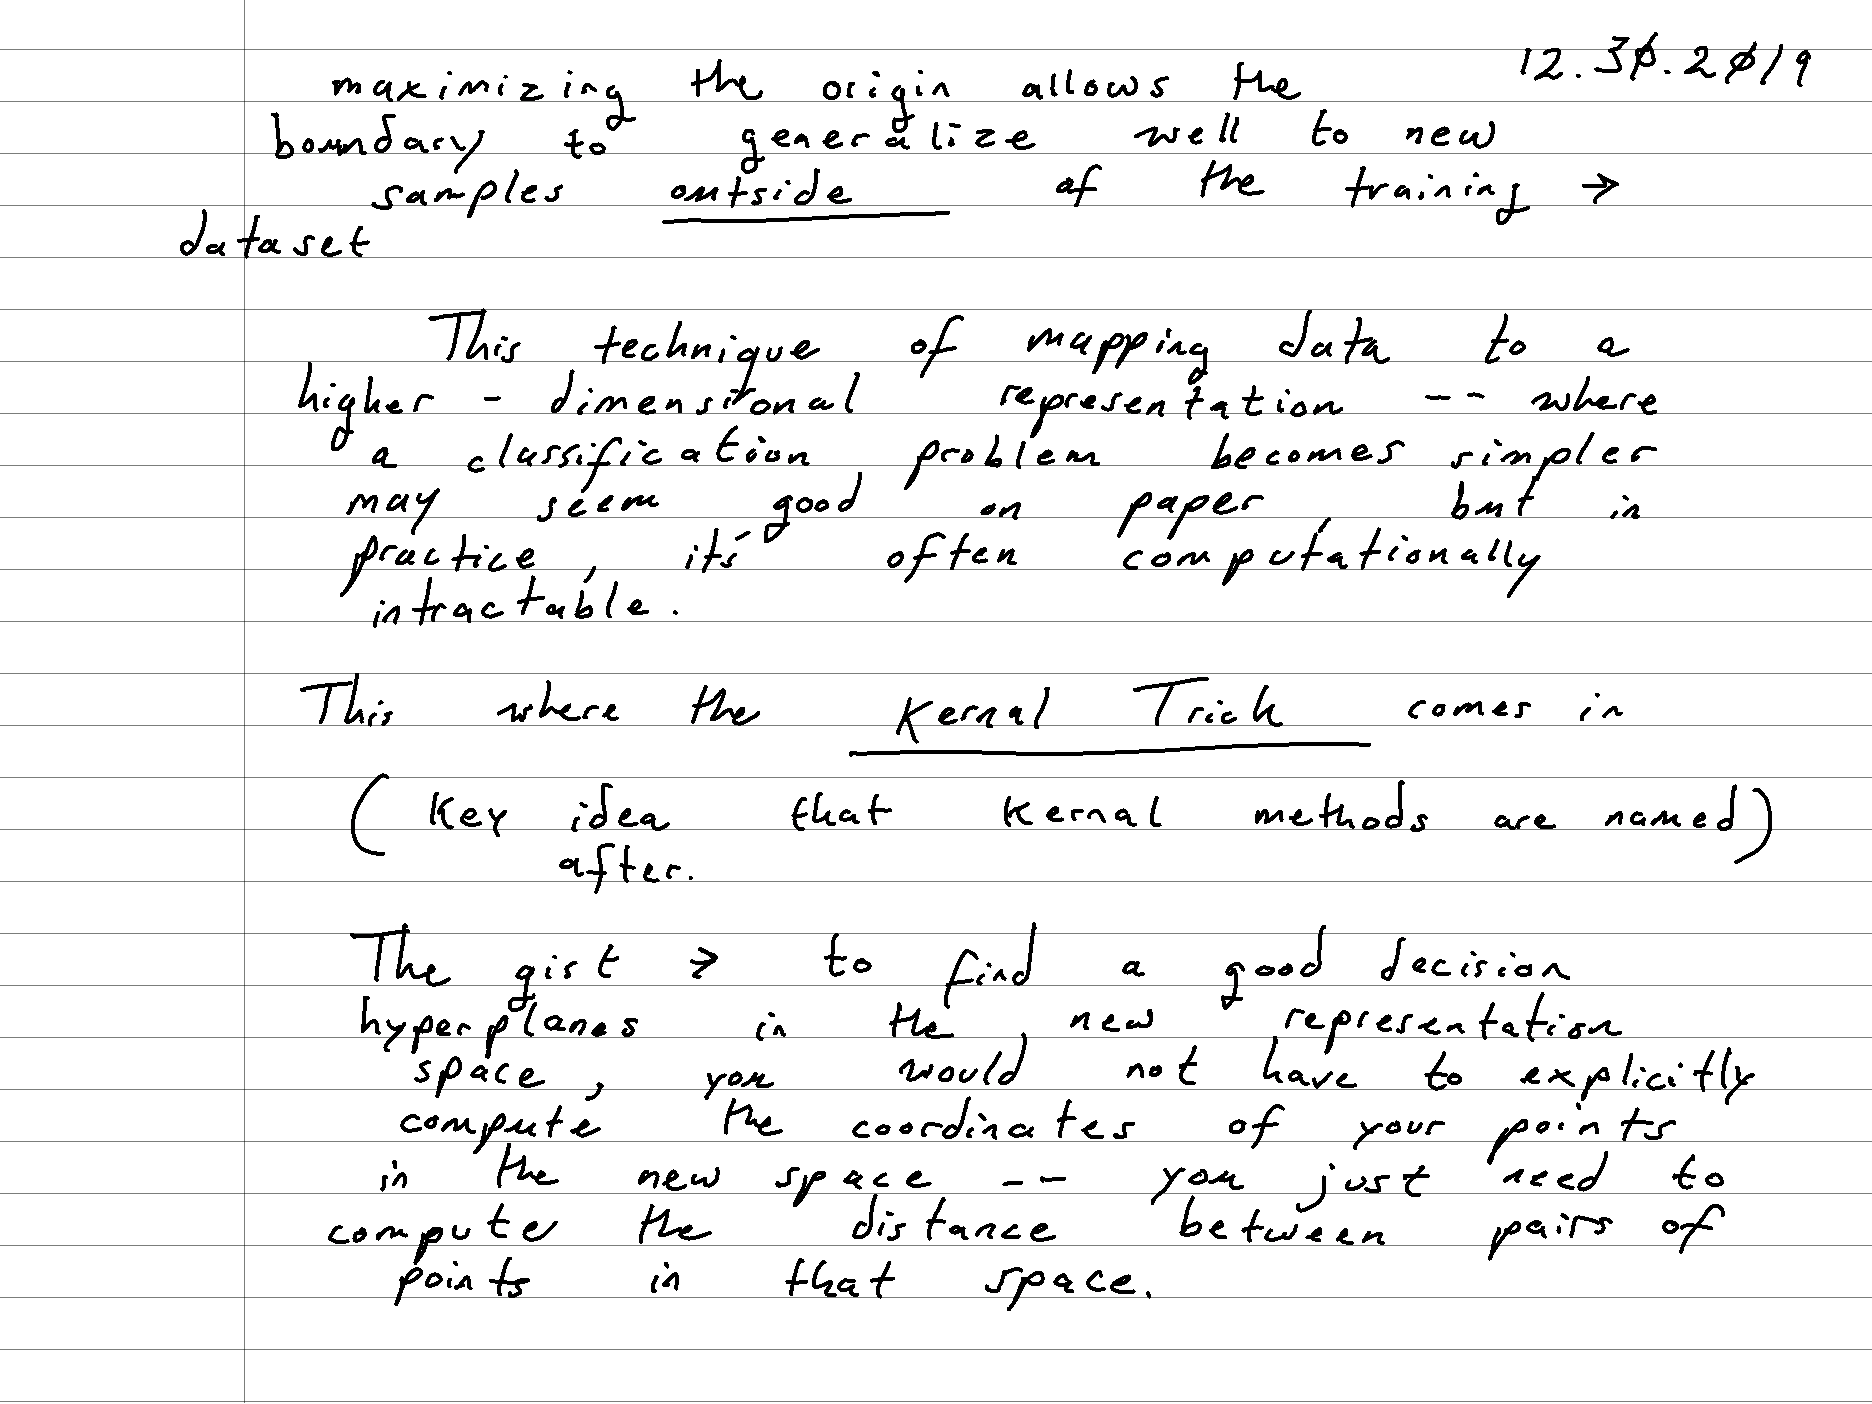 12.30.2019
maximizing the origin allows the
boundary to generalize well to new
samples outside of the training →
dataset
This technique of mapping data to a
higher - dimensional representation -- where
a classification problem becomes simpler
may seem good on paper, but in
practice, it's often computationally
intractable.
This where the Kernal Trick comes in
(Key idea that Kernal methods are named)
after.
The gist → to find a good decision
hyperplanes in the new representation
space, you would not have to explicitly
compute the coordinates of your points
in the new space -- you just need to
compute the distance between pairs of
points in that space.